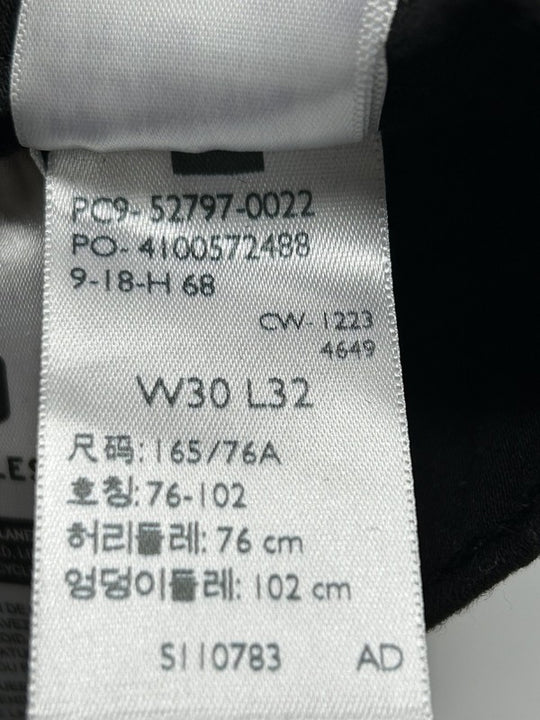 PC9- 52797-0022
PO- 4100572488
9-18-H 68
CW- 1223
4649
W30 L32
尺码: 165/76A
호칭: 76-102
허리둘레: 76 cm
엉덩이둘레: 102 cm
S110783 AD